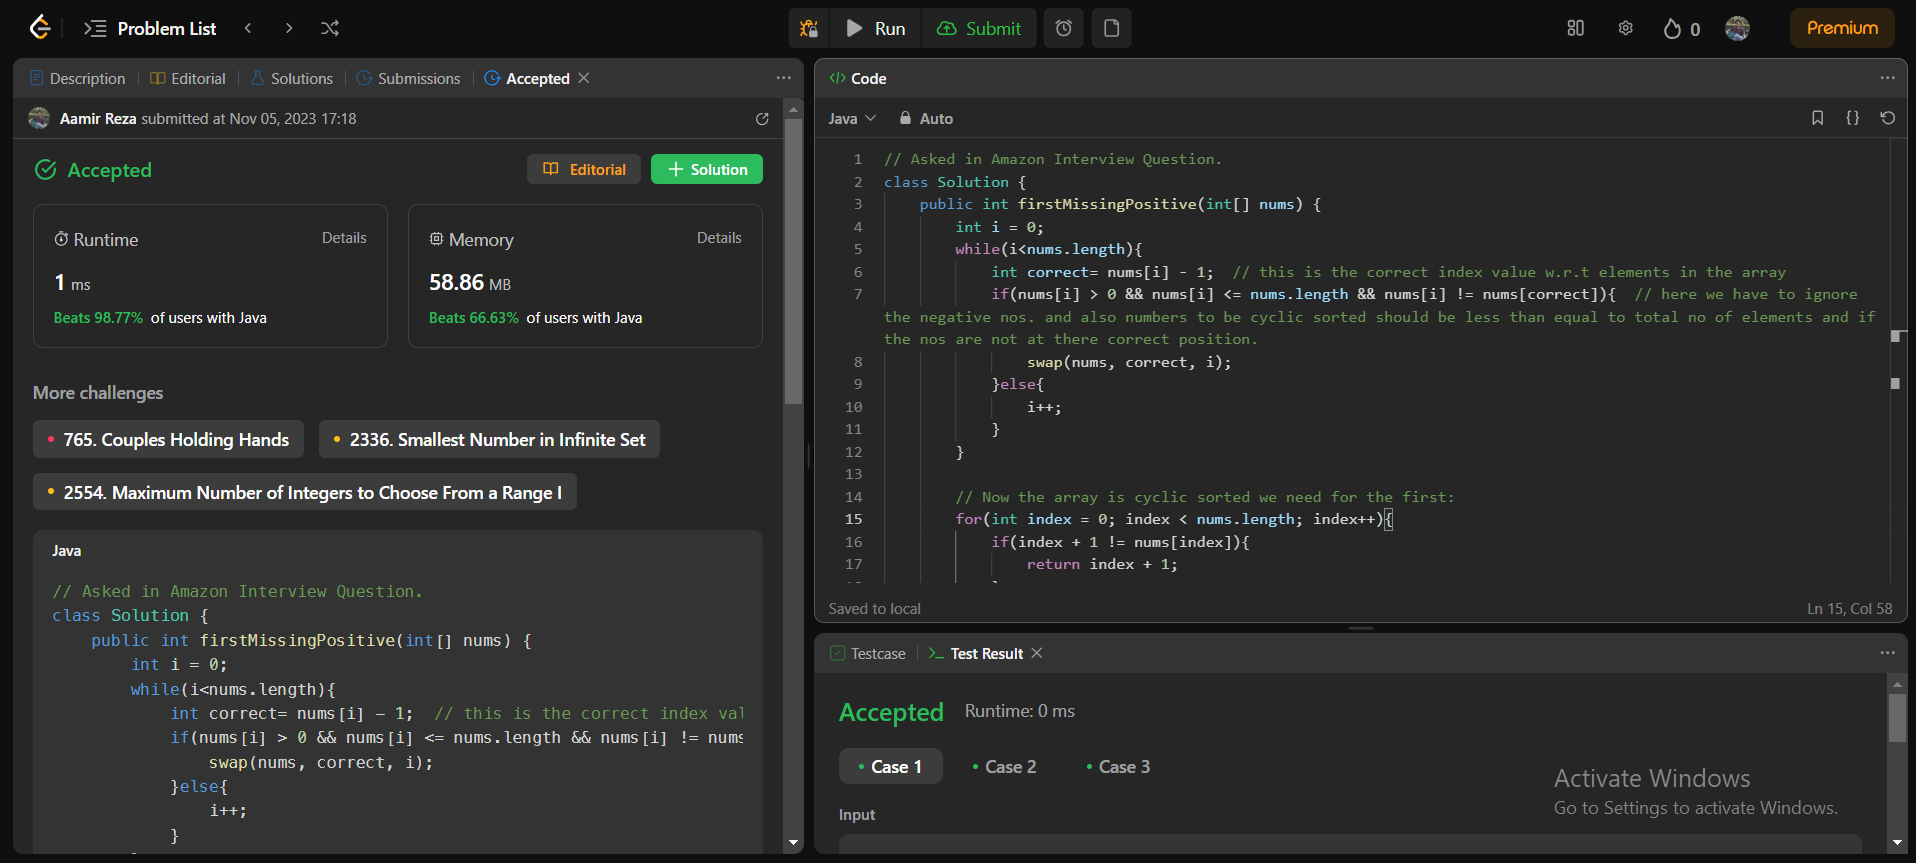 Problem List
Run
Submit
0
Premium
Description
Editorial
Solutions
Submissions
Accepted
Aamir Reza submitted at Nov 05, 2023 17:18
Accepted
Editorial
Solution
Runtime
Details
1 ms
Beats 98.77% of users with Java
Memory
Details
58.86 MB
Beats 66.63% of users with Java
More challenges
765. Couples Holding Hands
2336. Smallest Number in Infinite Set
2554. Maximum Number of Integers to Choose From a Range I
Java
// Asked in Amazon Interview Question.
class Solution {
public int firstMissingPositive(int[] nums) {
int i = 0;
while(i<nums.length){
int correct= nums[i] - 1;  // this is the correct index val
if(nums[i] > 0 && nums[i] <= nums.length && nums[i] != nums
swap(nums, correct, i);
}else{
i++;
}
</> Code
Java
Auto
{}
1 // Asked in Amazon Interview Question.
2 class Solution {
3 public int firstMissingPositive(int[] nums) {
4 int i = 0;
5 while(i<nums.length){
6 int correct= nums[i] - 1;  // this is the correct index value w.r.t elements in the array
7 if(nums[i] > 0 && nums[i] <= nums.length && nums[i] != nums[correct]){  // here we have to ignore
the negative nos. and also numbers to be cyclic sorted should be less than equal to total no of elements and if
the nos are not at there correct position.
8 swap(nums, correct, i);
9 }else{
10 i++;
11 }
12 }
13
14 // Now the array is cyclic sorted we need for the first:
15 for(int index = 0; index < nums.length; index++){
16 if(index + 1 != nums[index]){
17 return index + 1;
Saved to local
Ln 15, Col 58
Testcase
Test Result
Accepted
Runtime: 0 ms
Case 1
Case 2
Case 3
Input
Activate Windows
Go to Settings to activate Windows.